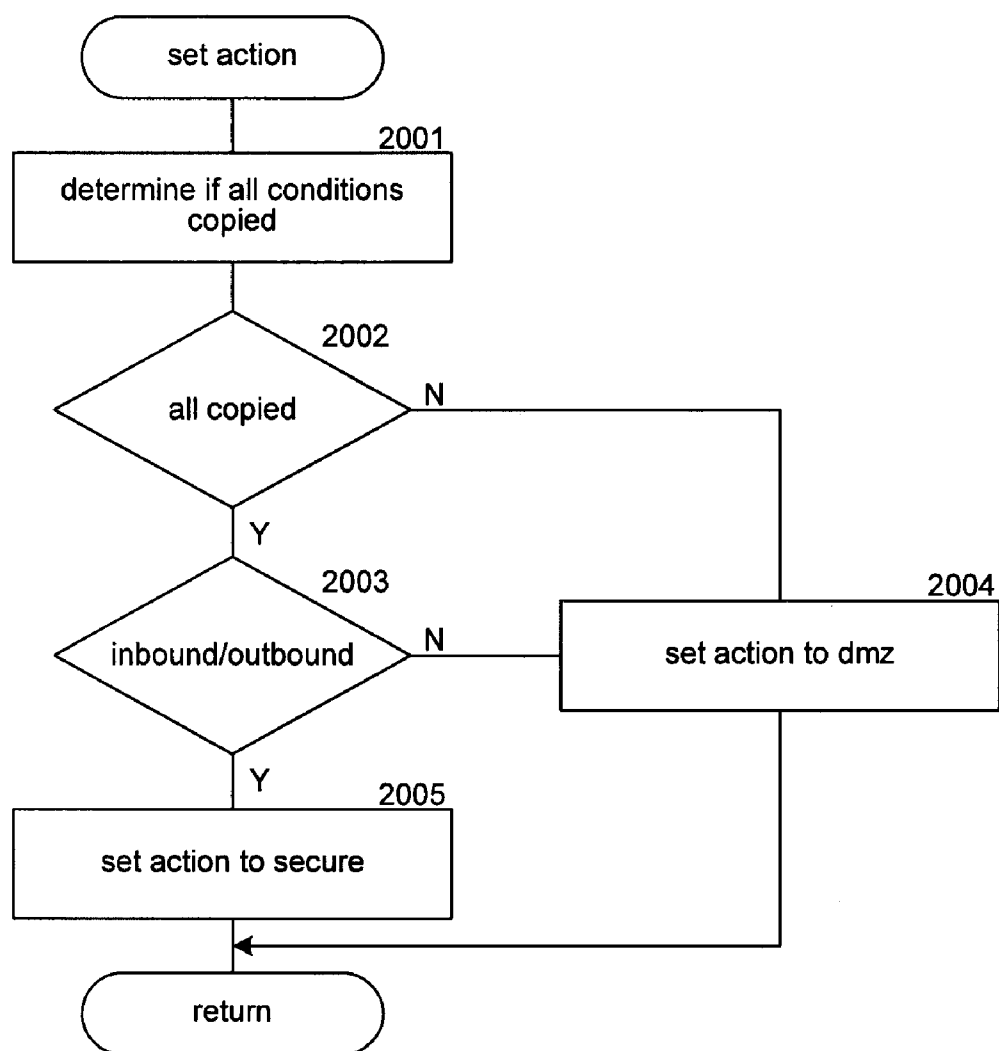 set action
2001
determine if all conditions
copied
2002
all copied
N
Y
2003
inbound/outbound
N
2004
set action to dmz
Y
2005
set action to secure
return